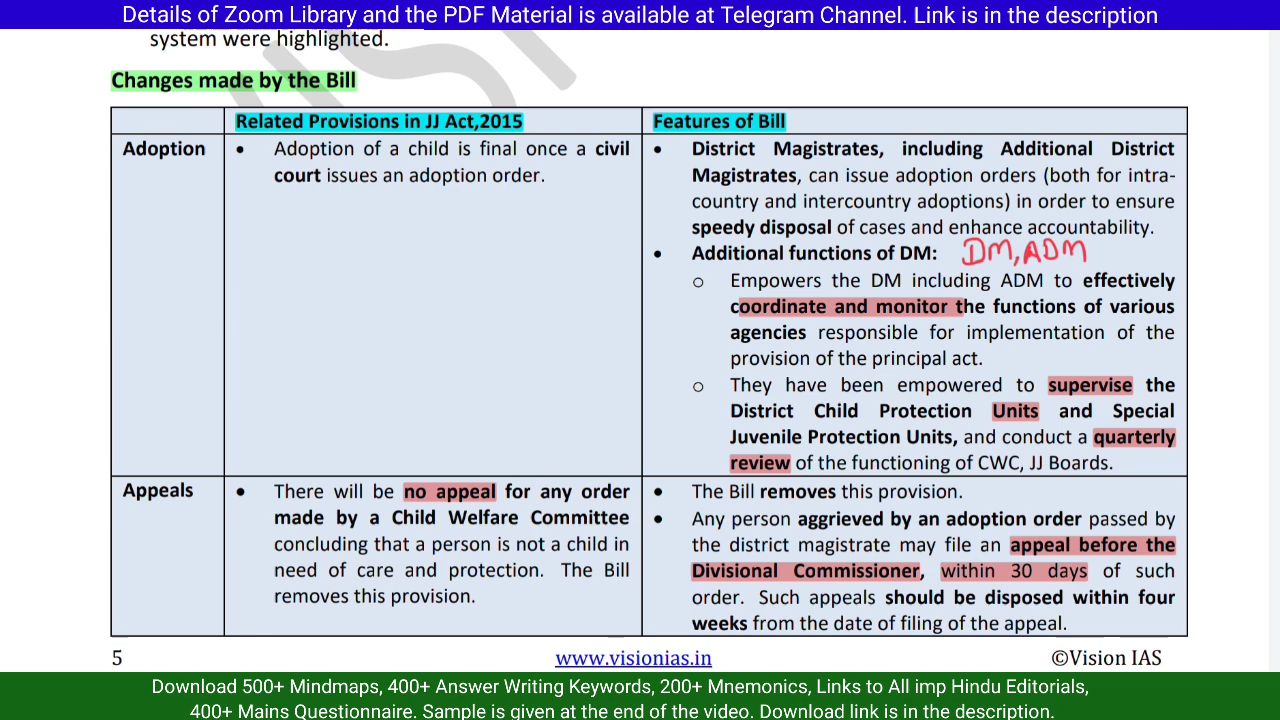 Details of Zoom Library and the PDF Material is available at Telegram Channel. Link is in the description
system were highlighted.
Changes made by the Bill
Related Provisions in JJ Act,2015
Features of Bill
Adoption
• Adoption of a child is final once a civil
court issues an adoption order.
• District Magistrates, including Additional District
Magistrates, can issue adoption orders (both for intra-
country and intercountry adoptions) in order to ensure
speedy disposal of cases and enhance accountability.
• Additional functions of DM: DM, ADM
o Empowers the DM including ADM to effectively
coordinate and monitor the functions of various
agencies responsible for implementation of the
provision of the principal act.
o They have been empowered to supervise the
District Child Protection Units and Special
Juvenile Protection Units, and conduct a quarterly
review of the functioning of CWC, JJ Boards.
Appeals
• There will be no appeal for any order
made by a Child Welfare Committee
concluding that a person is not a child in
need of care and protection. The Bill
removes this provision.
• The Bill removes this provision.
• Any person aggrieved by an adoption order passed by
the district magistrate may file an appeal before the
Divisional Commissioner, within 30 days of such
order. Such appeals should be disposed within four
weeks from the date of filing of the appeal.
5
www.visionias.in
©Vision IAS
Download 500+ Mindmaps, 400+ Answer Writing Keywords, 200+ Mnemonics, Links to All imp Hindu Editorials,
400+ Mains Questionnaire. Sample is given at the end of the video. Download link is in the description.